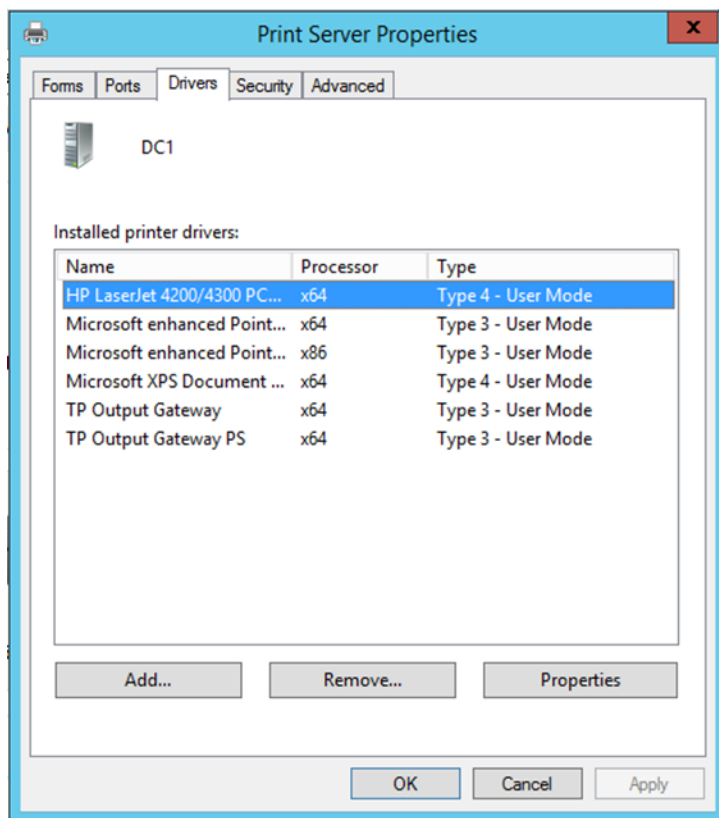 Print Server Properties
x
Forms Ports Drivers Security Advanced
DC1
Installed printer drivers:
Name Processor Type
HP LaserJet 4200/4300 PC... x64 Type 4 - User Mode
Microsoft enhanced Point... x64 Type 3 - User Mode
Microsoft enhanced Point... x86 Type 3 - User Mode
Microsoft XPS Document ... x64 Type 4 - User Mode
TP Output Gateway x64 Type 3 - User Mode
TP Output Gateway PS x64 Type 3 - User Mode
Add... Remove... Properties
OK Cancel Apply